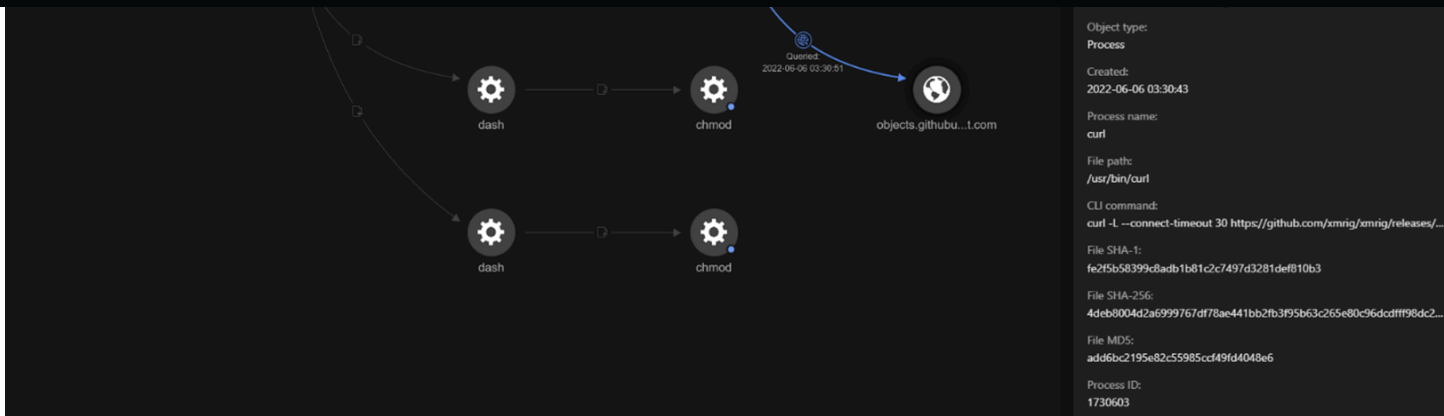 Queried:
2022-06-06 03:30:51
dash
chmod
objects.githubu...t.com
dash
chmod
Object type:
Process
Created:
2022-06-06 03:30:43
Process name:
curl
File path:
/usr/bin/curl
CLI command:
curl -L --connect-timeout 30 https://github.com/xmrig/xmrig/releases/...
File SHA-1:
fe2f5b58399c8adb1b81c2c7497d3281def810b3
File SHA-256:
4deb8004d2a6999767df78ae441bb2fb3f95b63c265e80c96dcdfff98dc2...
File MD5:
add6bc2195e82c55985ccf49fd4048e6
Process ID:
1730603